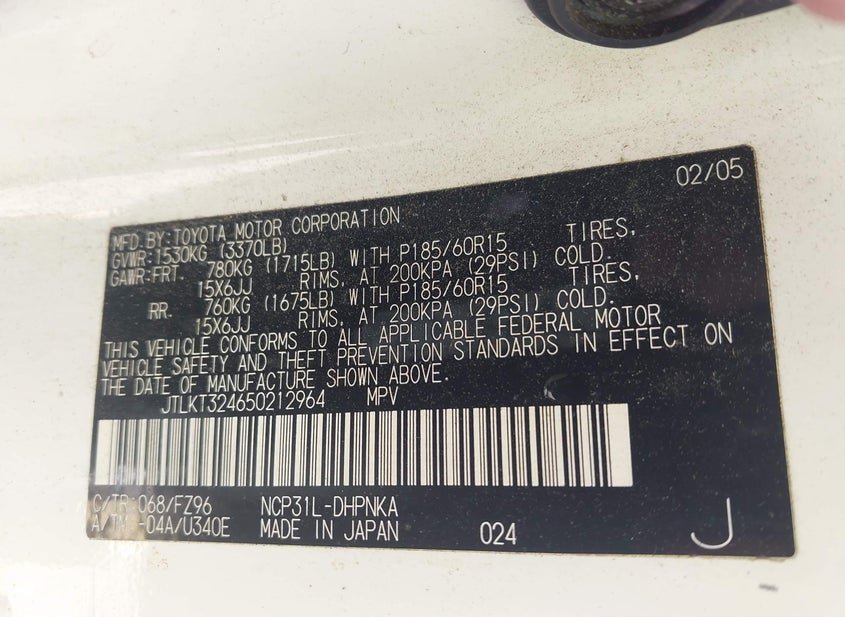 02/05
MFD.BY:TOYOTA MOTOR CORPORATION
GVWR:1530KG (3370LB)
GAWR:FRT. 780KG (1715LB) WITH P185/60R15 TIRES,
15X6JJ RIMS, AT 200KPA (29PSI) COLD.
RR. 760KG (1675LB) WITH P185/60R15 TIRES,
15X6JJ RIMS, AT 200KPA (29PSI) COLD.
THIS VEHICLE CONFORMS TO ALL APPLICABLE FEDERAL MOTOR
VEHICLE SAFETY AND THEFT PREVENTION STANDARDS IN EFFECT ON
THE DATE OF MANUFACTURE SHOWN ABOVE.
JTLKT324650212964 MPV
C/TR:068/FZ96 NCP31L-DHPNKA
A/TM:-04A/U340E MADE IN JAPAN 024 J